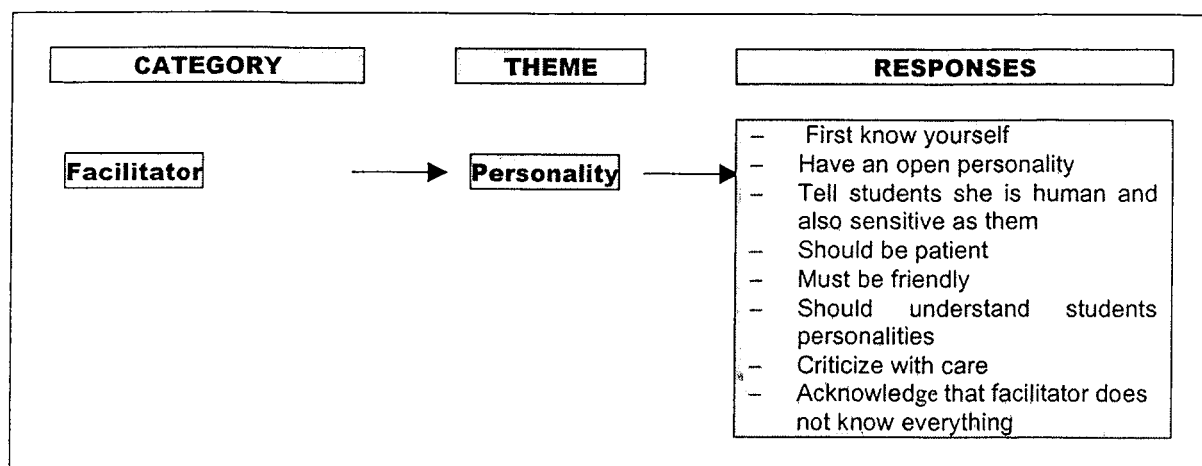 CATEGORY
THEME
RESPONSES
Facilitator
Personality
– First know yourself
– Have an open personality
– Tell students she is human and
also sensitive as them
– Should be patient
– Must be friendly
– Should understand students
personalities
– Criticize with care
– Acknowledge that facilitator does
not know everything